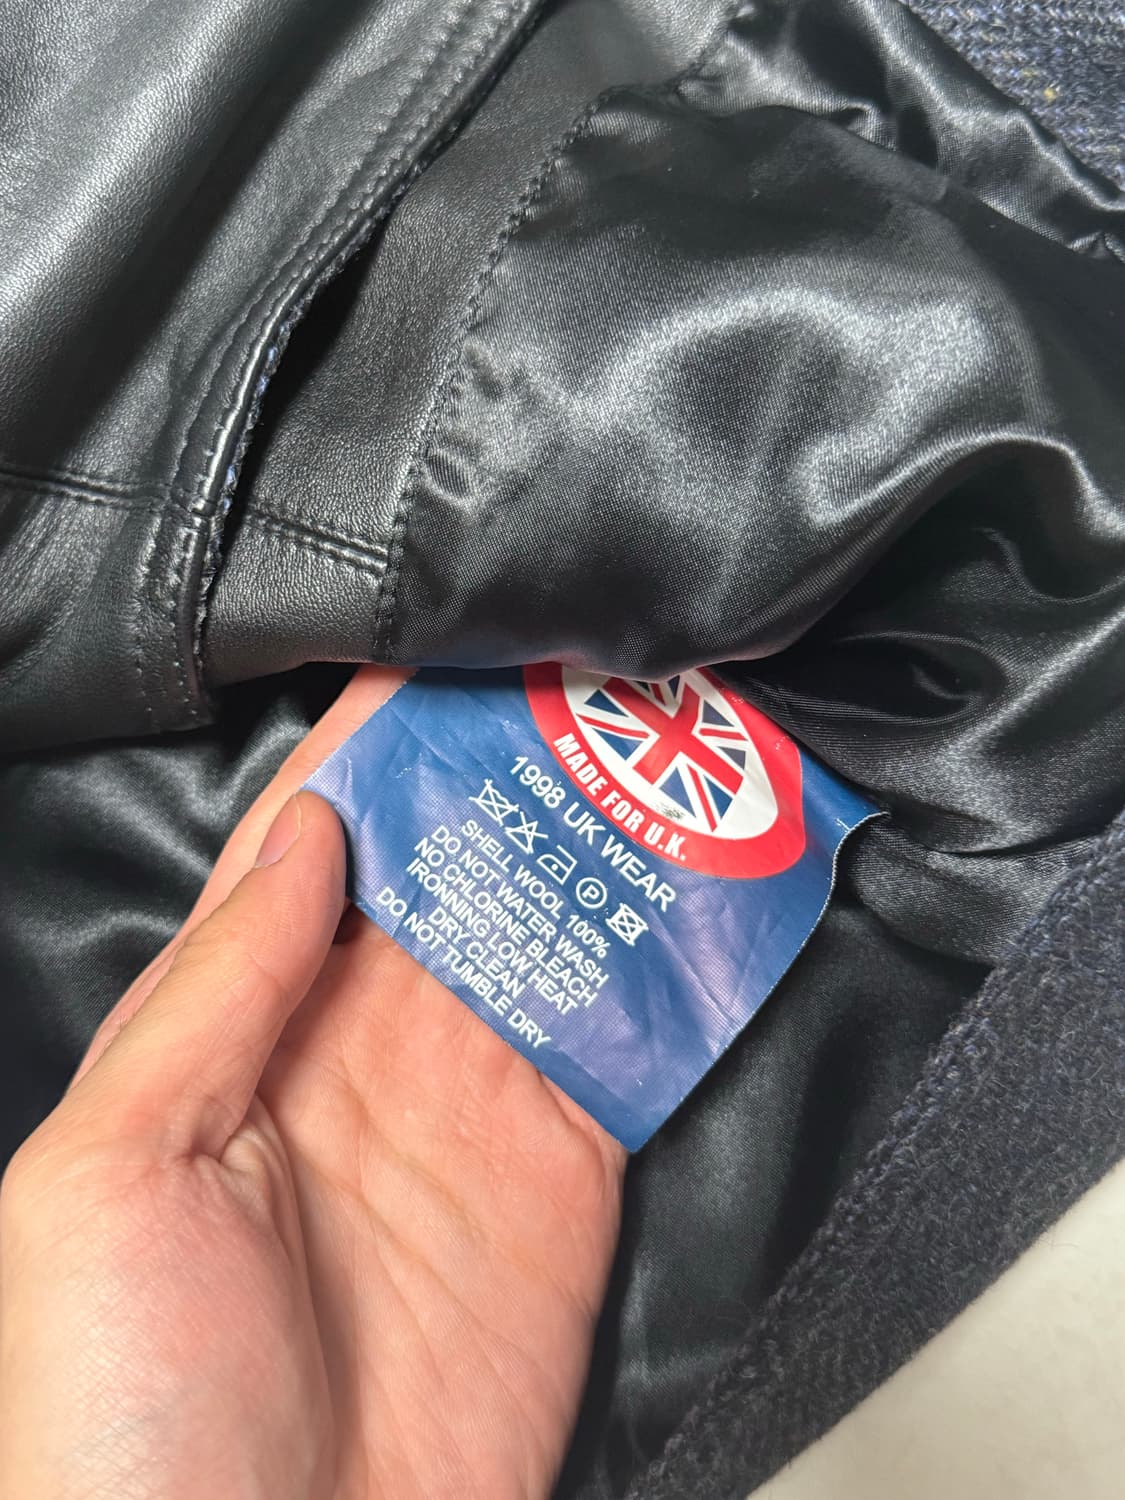 MADE FOR U.K.
1998 UK WEAR
P
SHELL WOOL 100%
DO NOT WATER WASH
NO CHLORINE BLEACH
IRONNING LOW HEAT
DRY CLEAN
DO NOT TUMBLE DRY